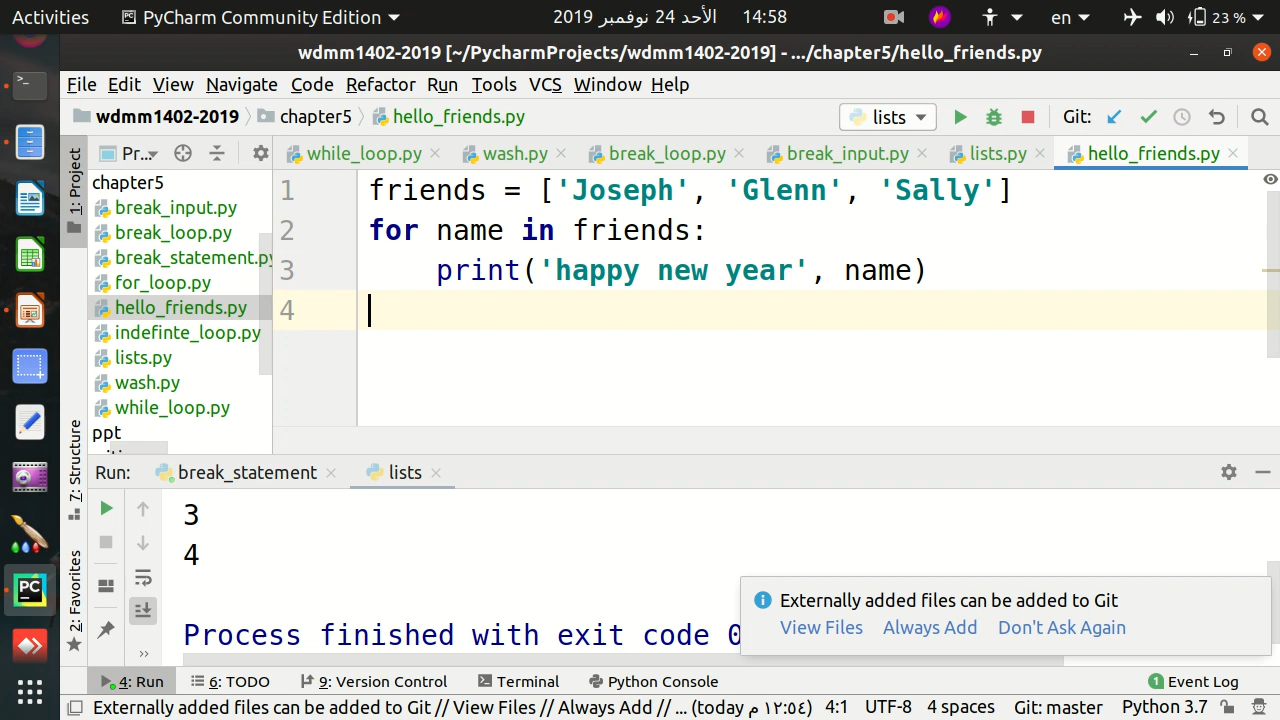 Activities
PyCharm Community Edition
الأحد 24 نوفمبر 2019 14:58
en
23 %
wdmm1402-2019 [~/PycharmProjects/wdmm1402-2019] - .../chapter5/hello_friends.py
File Edit View Navigate Code Refactor Run Tools VCS Window Help
wdmm1402-2019 chapter5 hello_friends.py
lists
Git:
1: Project
Pr...
while_loop.py wash.py break_loop.py break_input.py lists.py hello_friends.py
chapter5
break_input.py
break_loop.py
break_statement.py
for_loop.py
hello_friends.py
indefinte_loop.py
lists.py
wash.py
while_loop.py
ppt
1 friends = ['Joseph', 'Glenn', 'Sally']
2 for name in friends:
3 print('happy new year', name)
4
7: Structure
2: Favorites
Run: break_statement lists
3
4
Process finished with exit code 0
Externally added files can be added to Git
View Files Always Add Don't Ask Again
4: Run 6: TODO 9: Version Control Terminal Python Console 1 Event Log
Externally added files can be added to Git // View Files // Always Add // ... (today م ١٢:٥٤) 4:1 UTF-8 4 spaces Git: master Python 3.7